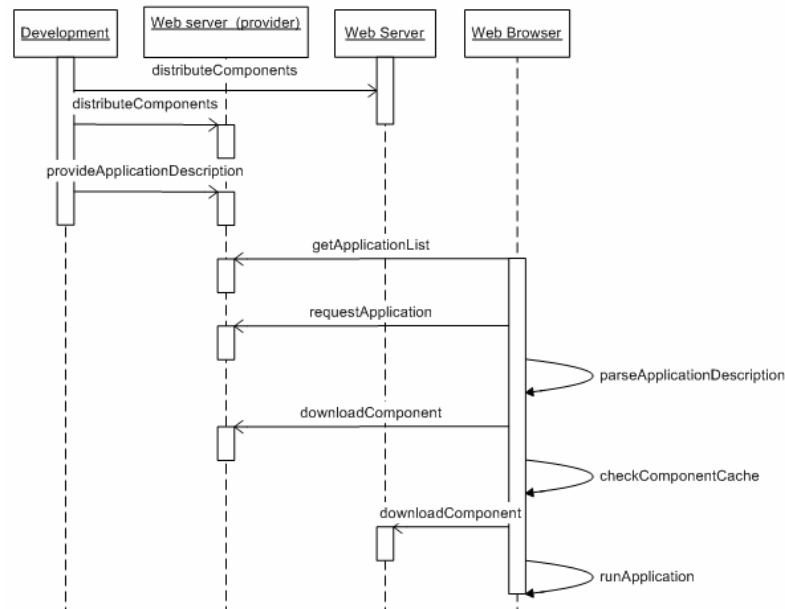 Development
Web server (provider)
Web Server
Web Browser
distributeComponents
distributeComponents
provideApplicationDescription
getApplicationList
requestApplication
parseApplicationDescription
downloadComponent
checkComponentCache
downloadComponent
runApplication